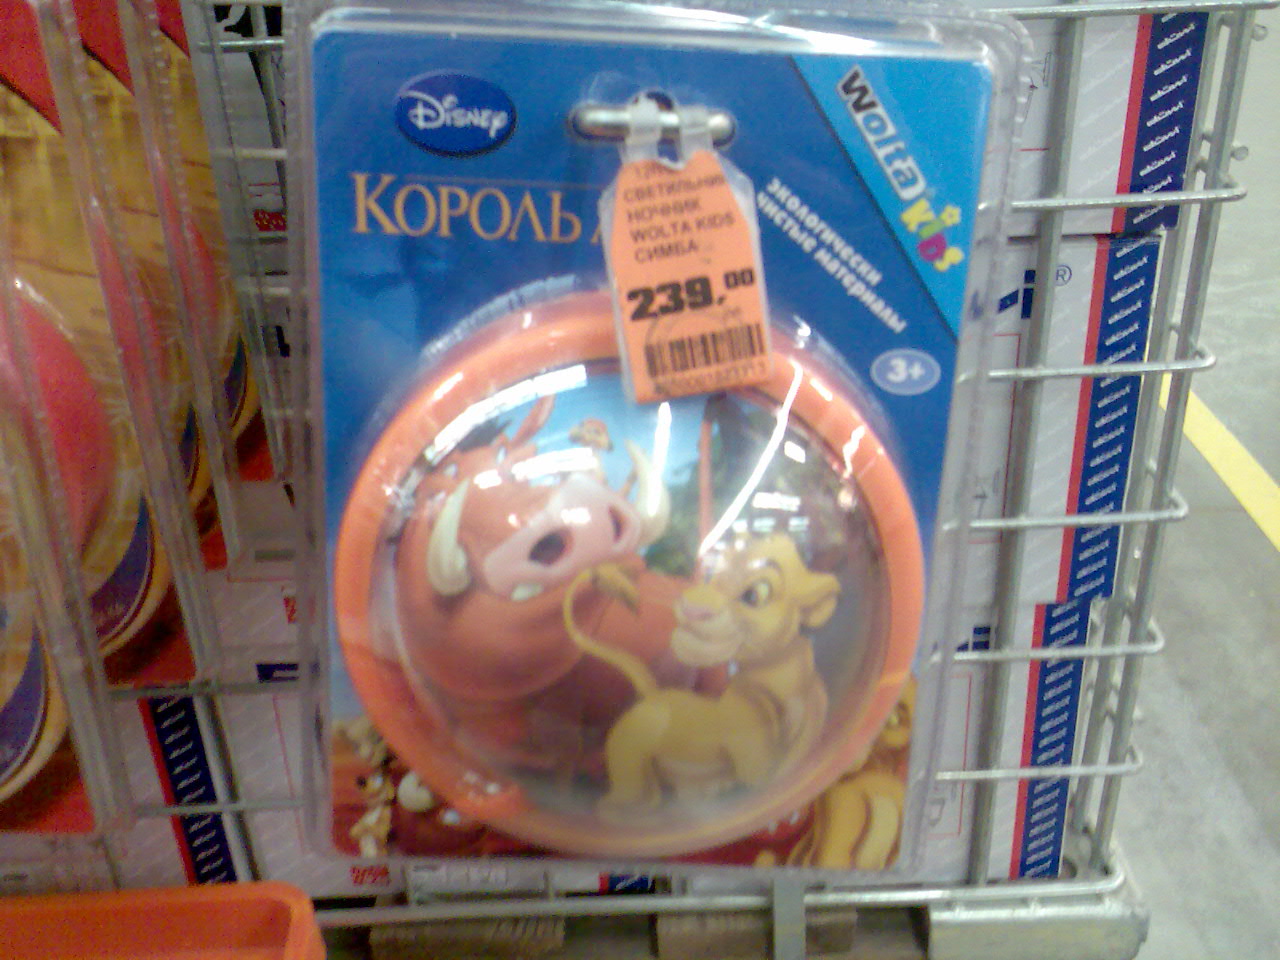 Disney
wolta
kids
КОРОЛЬ
СВЕТИЛЬНИК
НОЧНИК
WOLTA KIDS
СИМБА
239,00
ЭКОЛОГИЧЕСКИ
ЧИСТЫЕ МАТЕРИАЛЫ
3+
®